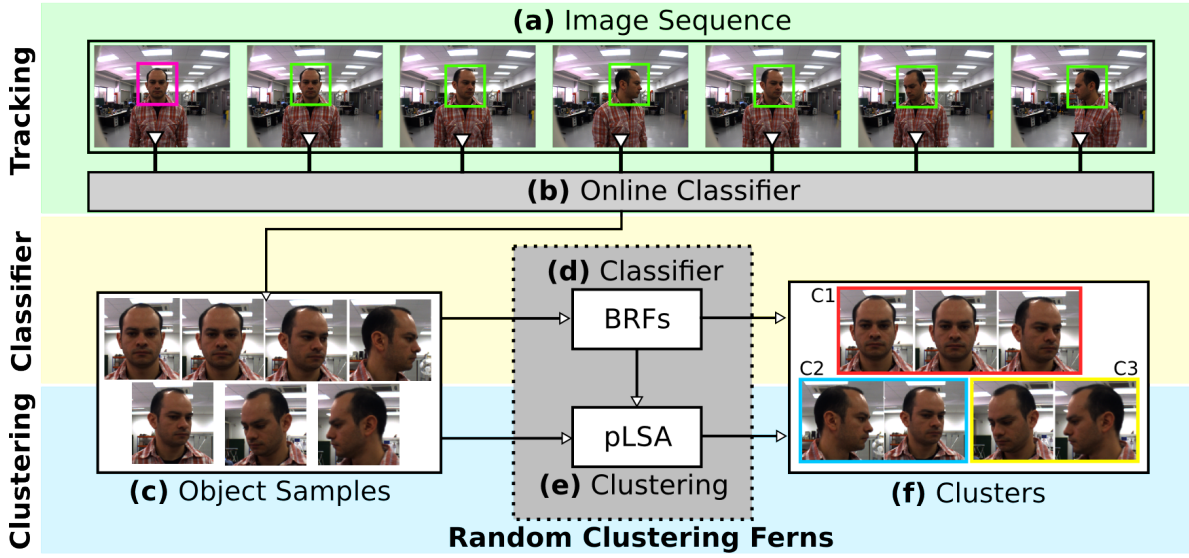 (a) Image Sequence
Tracking
(b) Online Classifier
Classifier
(d) Classifier
BRFs
C1
C2
C3
Clustering
pLSA
(e) Clustering
(c) Object Samples
(f) Clusters
Random Clustering Ferns